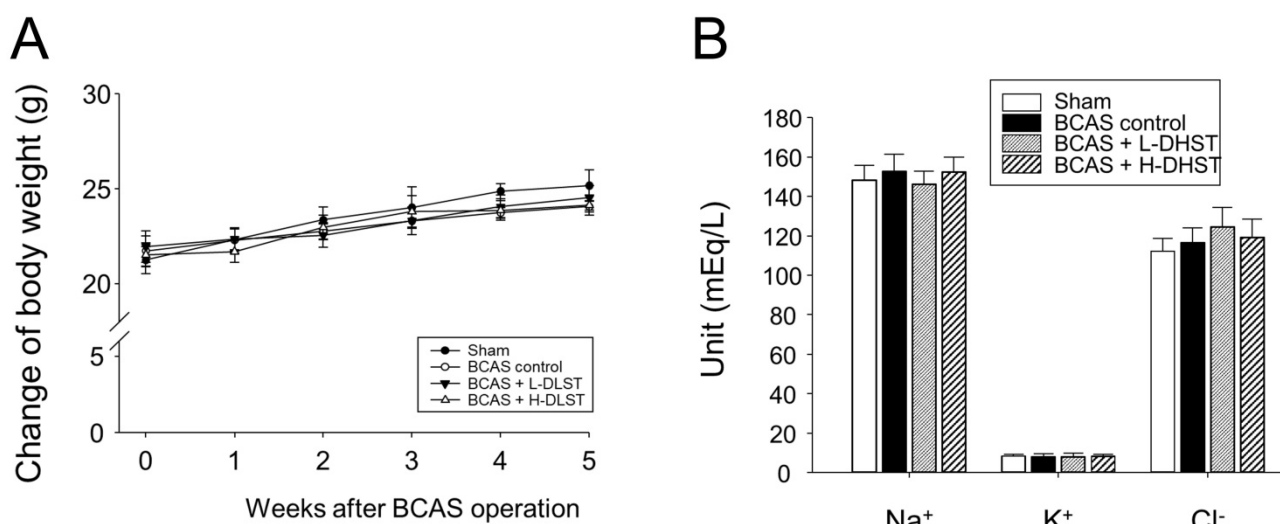 A
Change of body weight (g)
30
25
20
5
0
0 1 2 3 4 5
Weeks after BCAS operation
Sham
BCAS control
BCAS + L-DLST
BCAS + H-DLST
B
Unit (mEq/L)
180
160
140
120
100
80
60
40
20
0
Sham
BCAS control
BCAS + L-DHST
BCAS + H-DHST
Na⁺ K⁺ Cl⁻